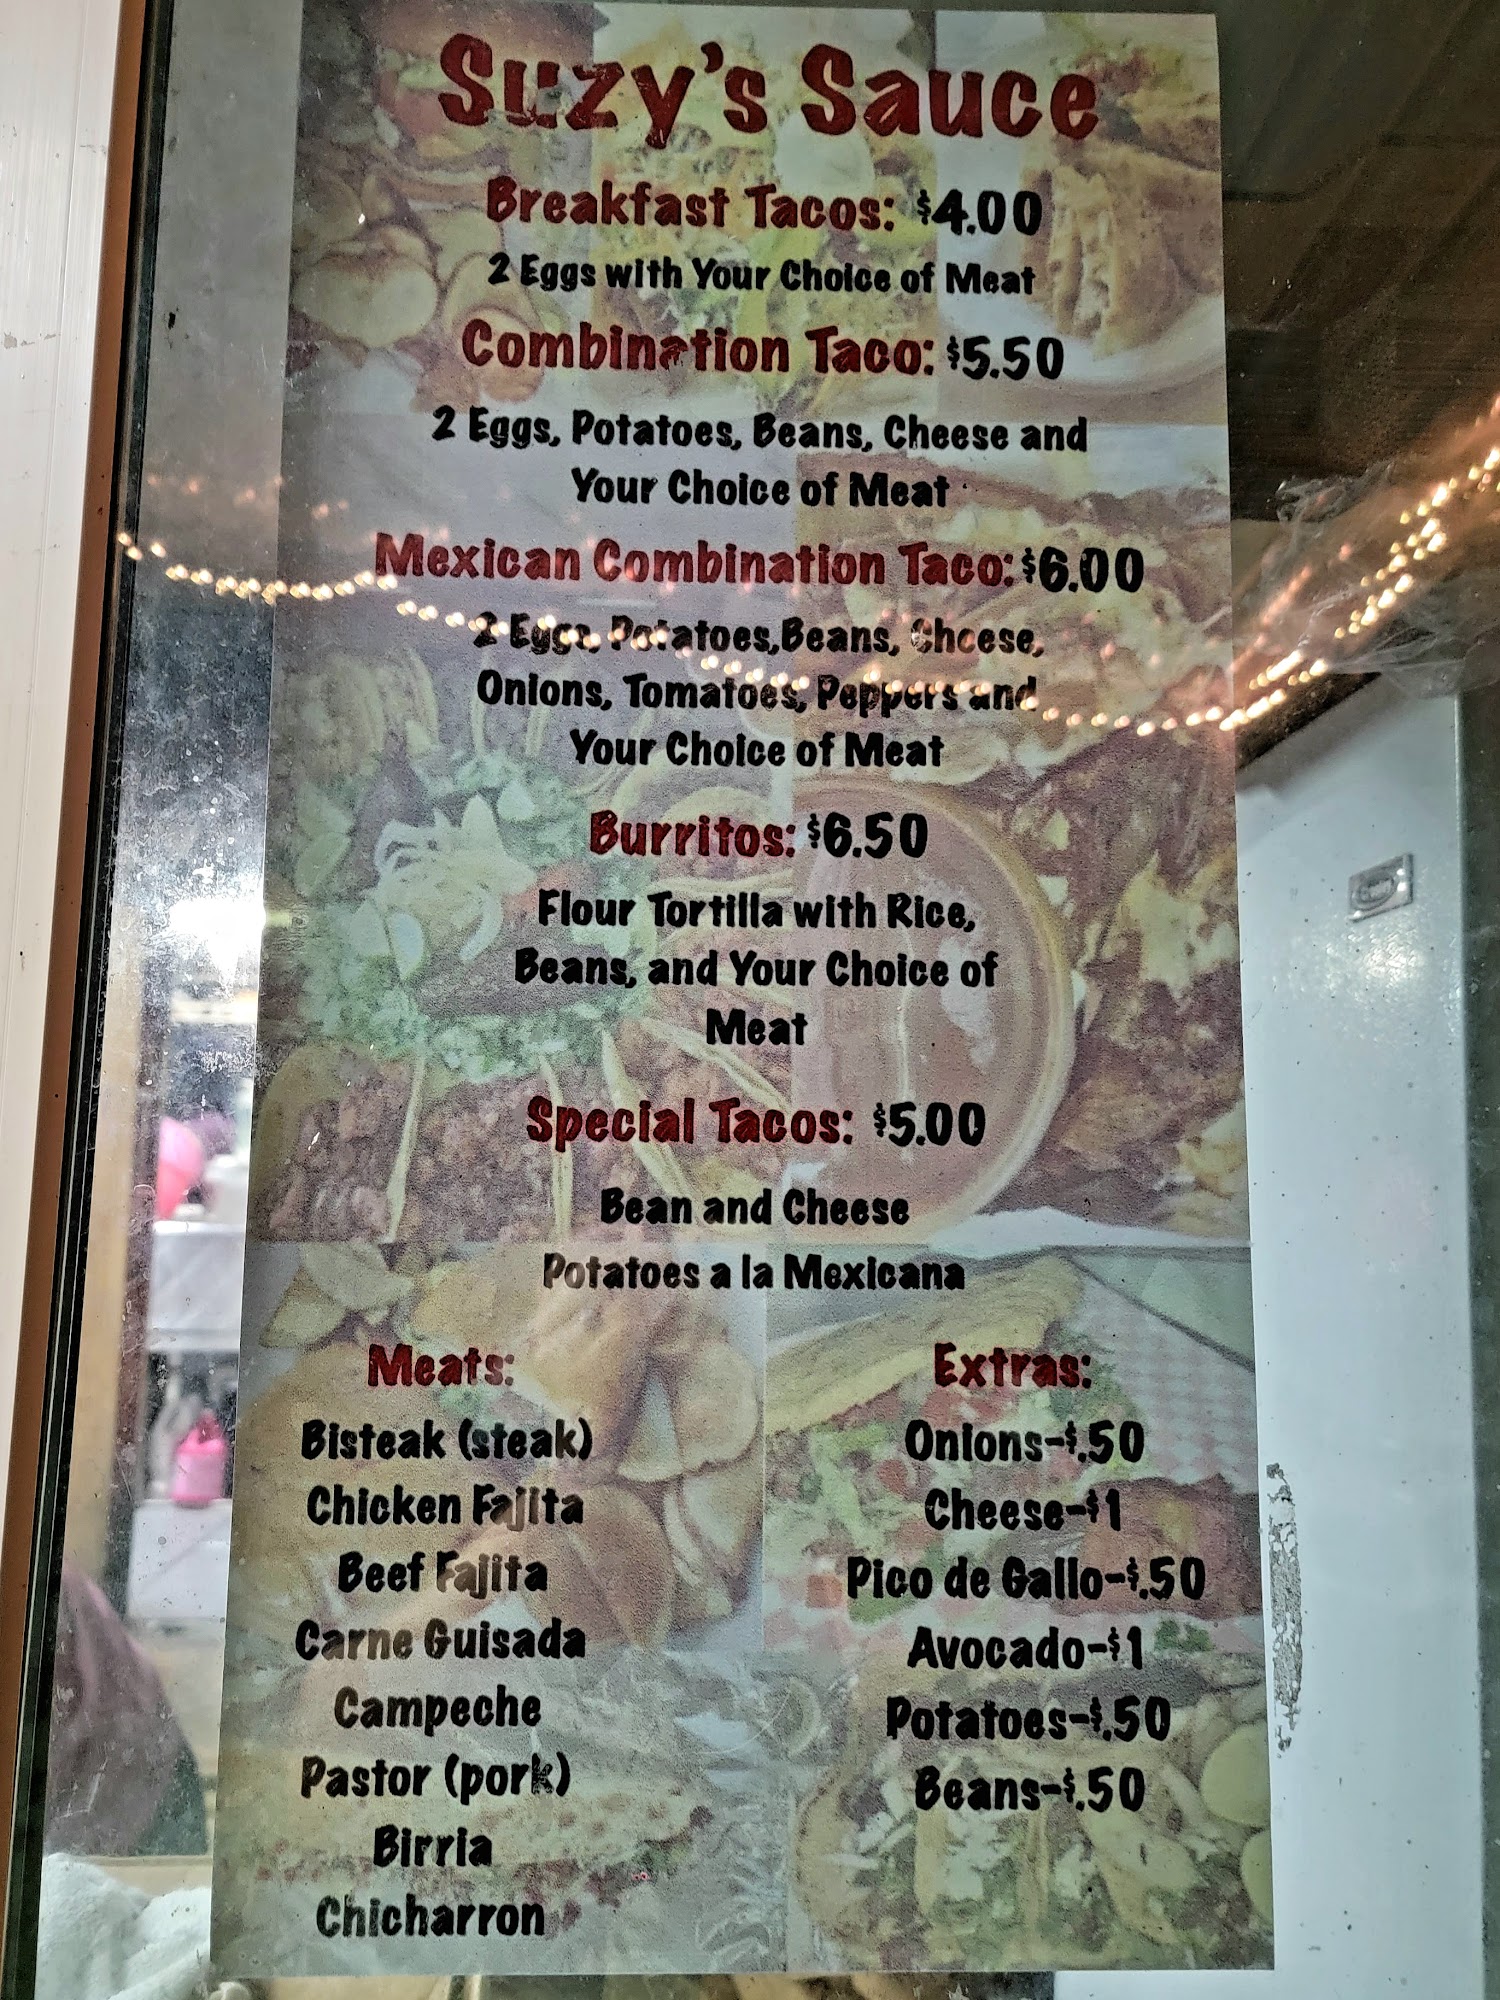 Suzy's Sauce
Breakfast Tacos: $4.00
2 Eggs with Your Choice of Meat
Combination Taco: $5.50
2 Eggs, Potatoes, Beans, Cheese and
Your Choice of Meat
Mexican Combination Taco: $6.00
2 Eggs, Potatoes,Beans, Cheese,
Onions, Tomatoes, Peppers and
Your Choice of Meat
Burritos: $6.50
Flour Tortilla with Rice,
Beans, and Your Choice of
Meat
Special Tacos: $5.00
Bean and Cheese
Potatoes a la Mexicana
Meats:
Bisteak (steak)
Chicken Fajita
Beef Fajita
Carne Guisada
Campeche
Pastor (pork)
Birria
Chicharron
Extras:
Onions-$.50
Cheese-$1
Pico de Gallo-$.50
Avocado-$1
Potatoes-$.50
Beans-$.50